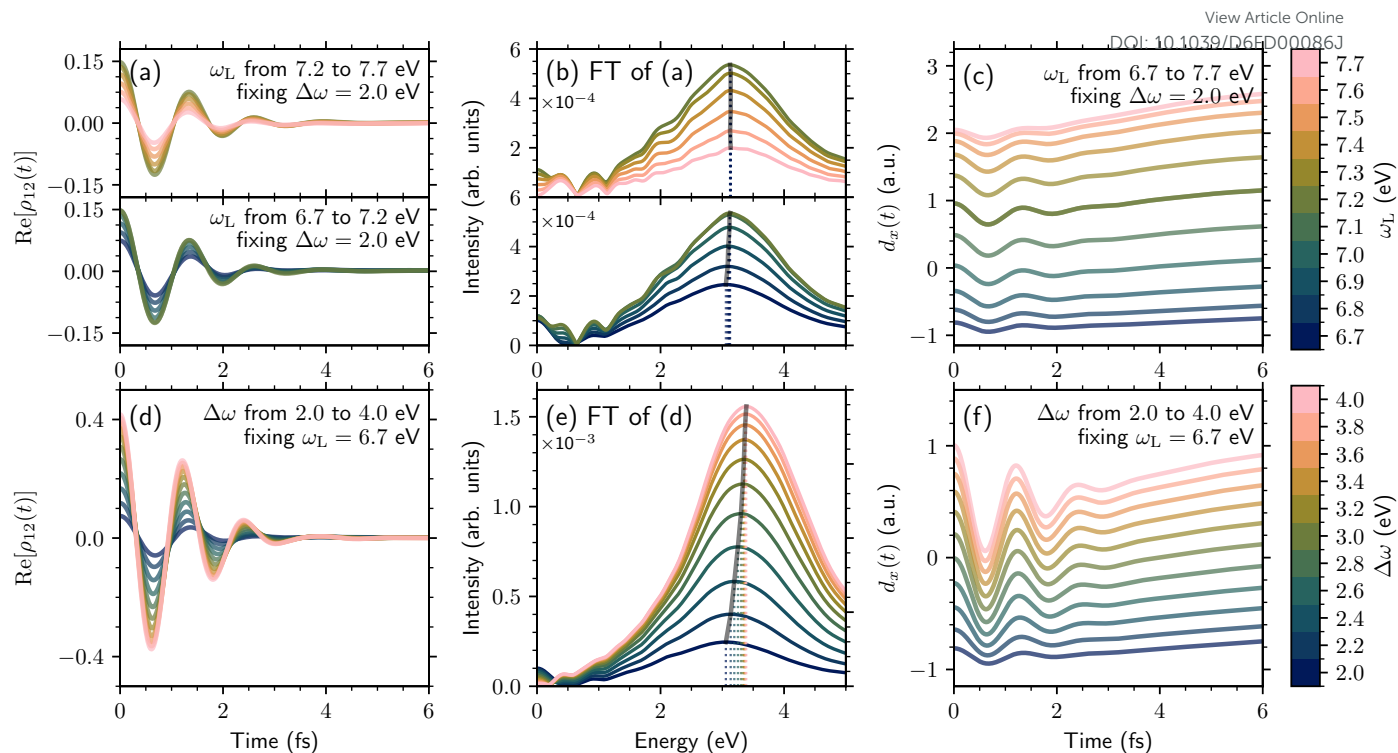 View Article Online
DOI: 10.1039/D6FD00086J
(a) ω_L from 7.2 to 7.7 eV
fixing Δω = 2.0 eV
0.15
0.00
−0.15
ω_L from 6.7 to 7.2 eV
fixing Δω = 2.0 eV
0.15
0.00
−0.15
Re[ρ₁₂(t)]
0 2 4 6
(b) FT of (a)
×10⁻⁴
6
4
2
6
×10⁻⁴
4
2
0
Intensity (arb. units)
0 2 4
(c) ω_L from 6.7 to 7.7 eV
fixing Δω = 2.0 eV
3
2
1
0
−1
d_x(t) (a.u.)
0 2 4 6
7.7
7.6
7.5
7.4
7.3
7.2
7.1
7.0
6.9
6.8
6.7
ω_L (eV)
(d) Δω from 2.0 to 4.0 eV
fixing ω_L = 6.7 eV
0.4
0.0
−0.4
Re[ρ₁₂(t)]
0 2 4 6
Time (fs)
(e) FT of (d)
×10⁻³
1.5
1.0
0.5
0.0
Intensity (arb. units)
0 2 4
Energy (eV)
(f) Δω from 2.0 to 4.0 eV
fixing ω_L = 6.7 eV
1
0
−1
d_x(t) (a.u.)
0 2 4 6
Time (fs)
4.0
3.8
3.6
3.4
3.2
3.0
2.8
2.6
2.4
2.2
2.0
Δω (eV)